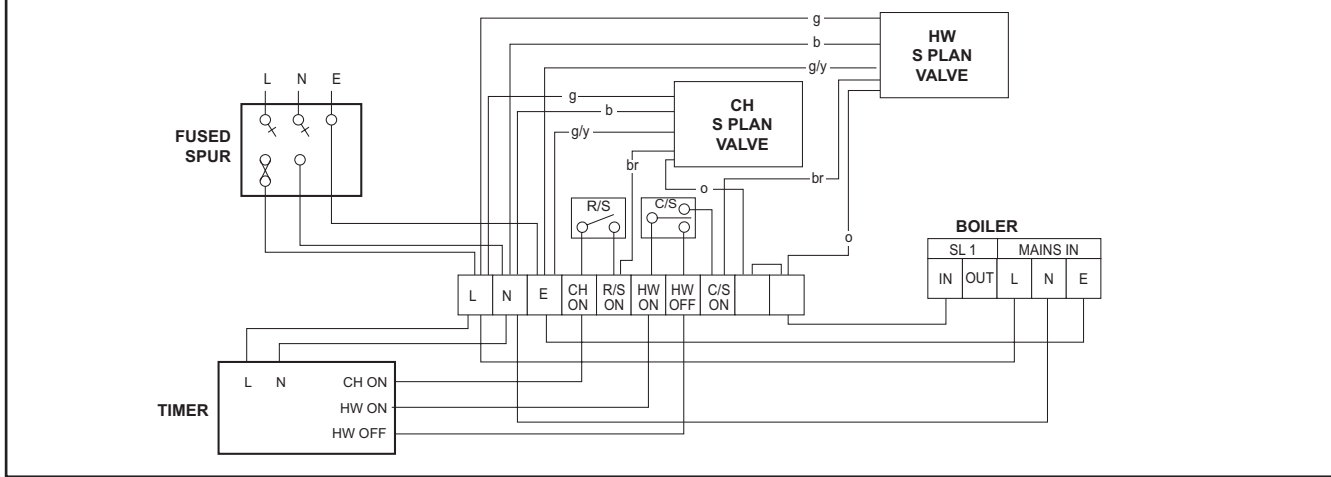 g
HW
S PLAN
VALVE
b
g/y
L N E
FUSED
SPUR
g
b
g/y
CH
S PLAN
VALVE
br
br
o
o
R/S
C/S
BOILER
SL 1 MAINS IN
IN OUT L N E
L N E CH ON R/S ON HW ON HW OFF C/S ON
TIMER
L N CH ON
HW ON
HW OFF